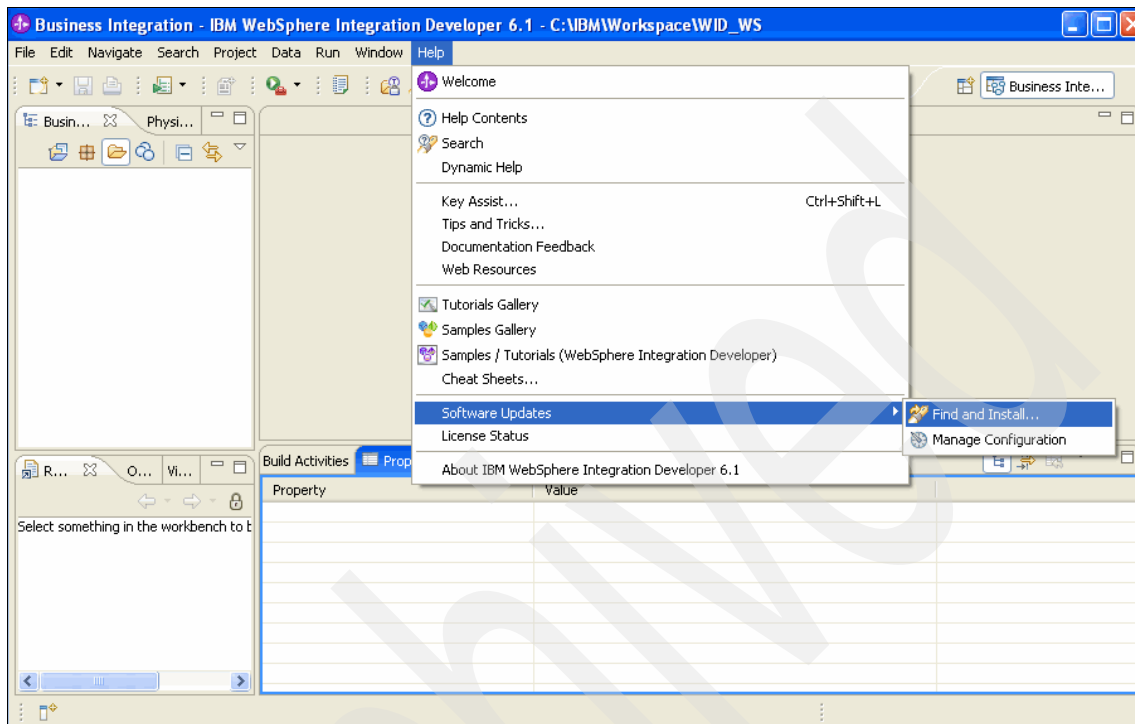 Business Integration - IBM WebSphere Integration Developer 6.1 - C:\IBM\Workspace\WID_WS
File Edit Navigate Search Project Data Run Window Help
Business Inte...
Busin... Physi...
Welcome
Help Contents
Search
Dynamic Help
Key Assist... Ctrl+Shift+L
Tips and Tricks...
Documentation Feedback
Web Resources
Tutorials Gallery
Samples Gallery
Samples / Tutorials (WebSphere Integration Developer)
Cheat Sheets...
Software Updates
Find and Install...
License Status
Manage Configuration
About IBM WebSphere Integration Developer 6.1
R... O... Vi...
Build Activities Prop
Property Value
Select something in the workbench to b
hived